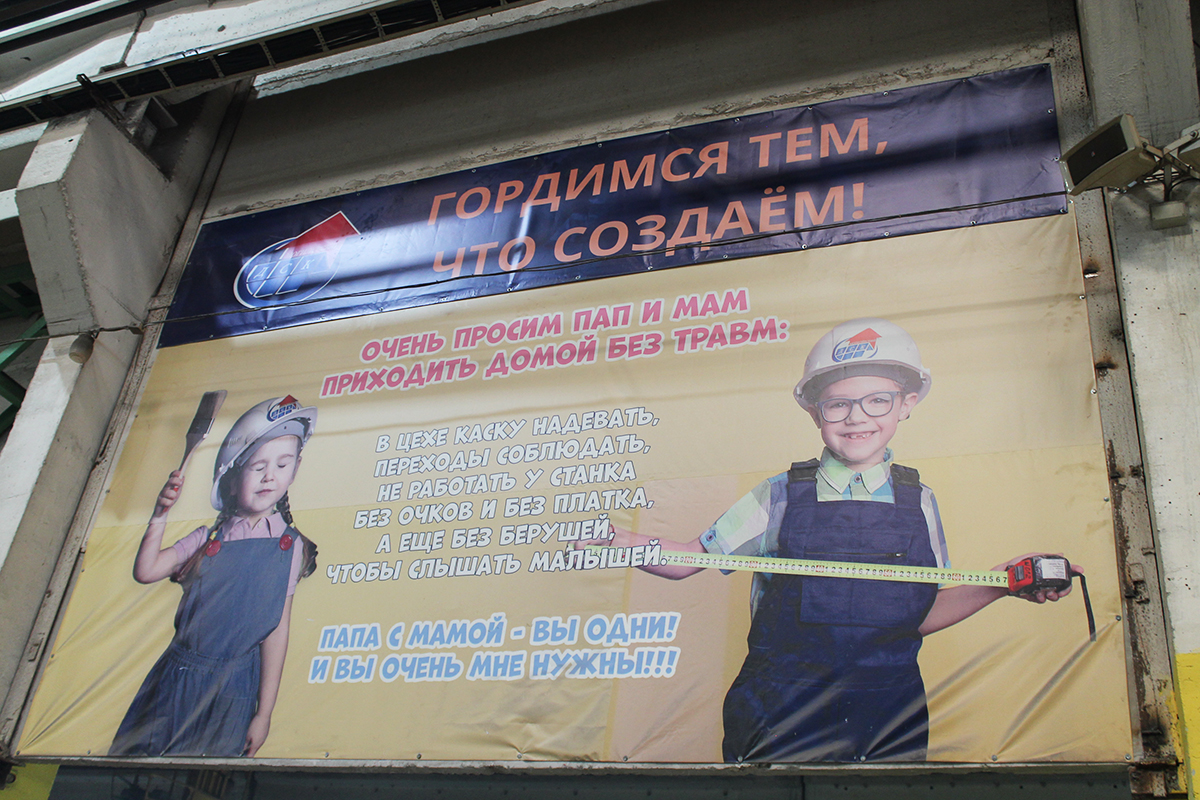 ГОРДИМСЯ ТЕМ,
ЧТО СОЗДАЁМ!
ДСК
ОЧЕНЬ ПРОСИМ ПАП И МАМ
ПРИХОДИТЬ ДОМОЙ БЕЗ ТРАВМ:
В ЦЕХЕ КАСКУ НАДЕВАТЬ,
ПЕРЕХОДЫ СОБЛЮДАТЬ,
НЕ РАБОТАТЬ У СТАНКА
БЕЗ ОЧКОВ И БЕЗ ПЛАТКА,
А ЕЩЕ БЕЗ БЕРУШЕЙ,
ЧТОБЫ СЛЫШАТЬ МАЛЫШЕЙ
ПАПА С МАМОЙ - ВЫ ОДНИ!
И ВЫ ОЧЕНЬ МНЕ НУЖНЫ!!!